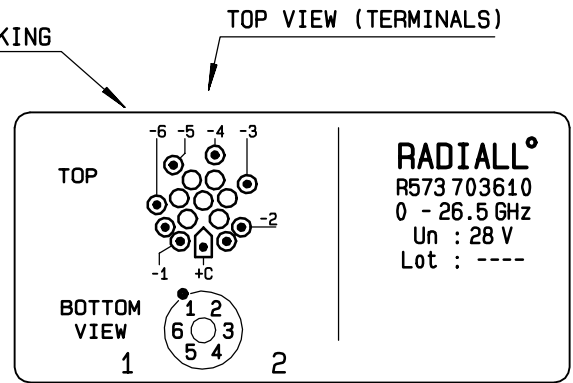 TOP VIEW (TERMINALS)
KING
-6 -5 -4 -3
TOP
-2
-1 +C
BOTTOM
VIEW
1 2
6 3
5 4
1 2
RADIALL°
R573 703610
0 - 26.5 GHz
Un : 28 V
Lot : ----